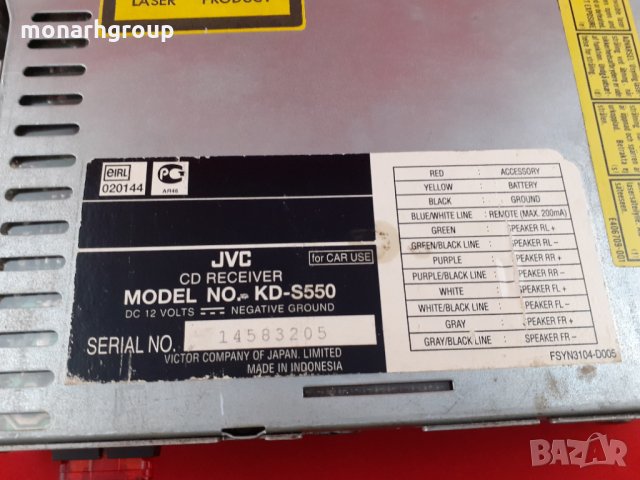 LASER PRODUCT
monarhgroup
eIRL
020144
PG
AR46
JVC
for CAR USE
CD RECEIVER
MODEL NO. KD-S550
DC 12 VOLTS NEGATIVE GROUND
SERIAL NO. 14583205
VICTOR COMPANY OF JAPAN, LIMITED
MADE IN INDONESIA
RED : ACCESSORY
YELLOW : BATTERY
BLACK : GROUND
BLUE/WHITE LINE : REMOTE (MAX. 200mA)
GREEN : SPEAKER RL +
GREEN/BLACK LINE : SPEAKER RL −
PURPLE : SPEAKER RR +
PURPLE/BLACK LINE : SPEAKER RR −
WHITE : SPEAKER FL +
WHITE/BLACK LINE : SPEAKER FL −
GRAY : SPEAKER FR +
GRAY/BLACK LINE : SPEAKER FR −
FSYN3104-D005
E406709-001
BAZAR